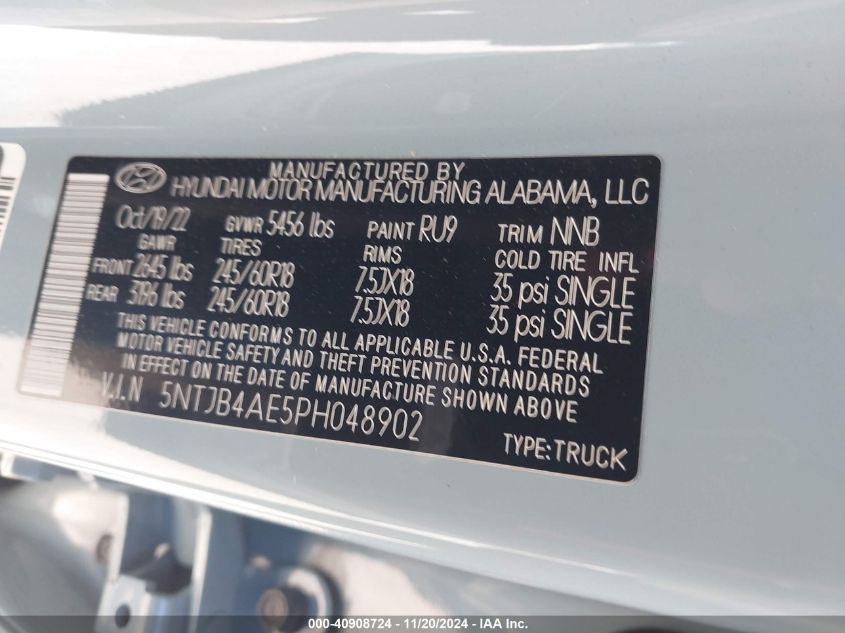 MANUFACTURED BY
HYUNDAI MOTOR MANUFACTURING ALABAMA, LLC
Oct/19/22 GVWR 5456 lbs PAINT RU9 TRIM NNB
GAWR TIRES RIMS COLD TIRE INFL
FRONT 2645 lbs 245/60R18 7.5JX18 35 psi SINGLE
REAR 3196 lbs 245/60R18 7.5JX18 35 psi SINGLE
THIS VEHICLE CONFORMS TO ALL APPLICABLE U.S.A. FEDERAL
MOTOR VEHICLE SAFETY AND THEFT PREVENTION STANDARDS
IN EFFECT ON THE DATE OF MANUFACTURE SHOWN ABOVE
V.I.N 5NTJB4AE5PH048902
TYPE:TRUCK
000-40908724 - 11/20/2024 - IAA Inc.